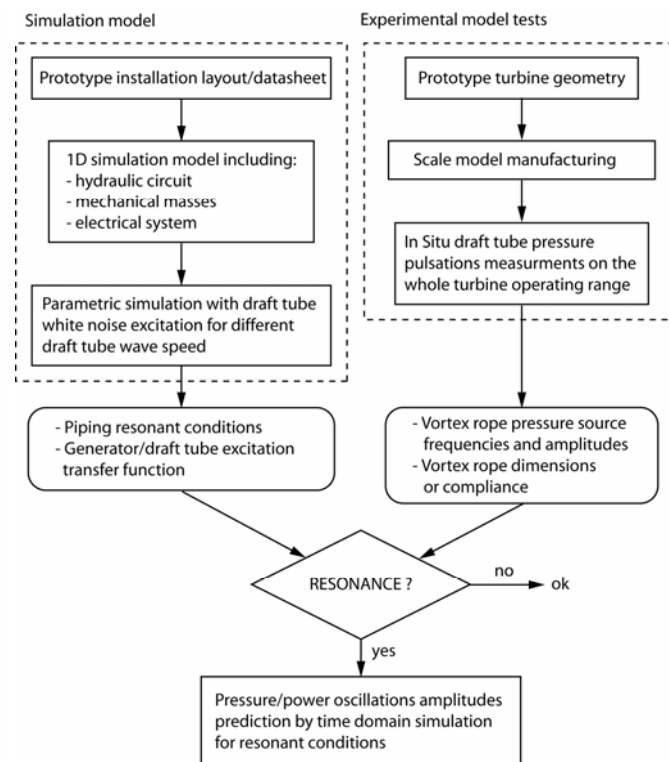 Simulation model
Prototype installation layout/datasheet
1D simulation model including:
- hydraulic circuit
- mechanical masses
- electrical system
Parametric simulation with draft tube
white noise excitation for different
draft tube wave speed
- Piping resonant conditions
- Generator/draft tube excitation
transfer function
Experimental model tests
Prototype turbine geometry
Scale model manufacturing
In Situ draft tube pressure
pulsations measurments on the
whole turbine operating range
- Vortex rope pressure source
frequencies and amplitudes
- Vortex rope dimensions
or compliance
RESONANCE ?
no
ok
yes
Pressure/power oscillations amplitudes
prediction by time domain simulation
for resonant conditions